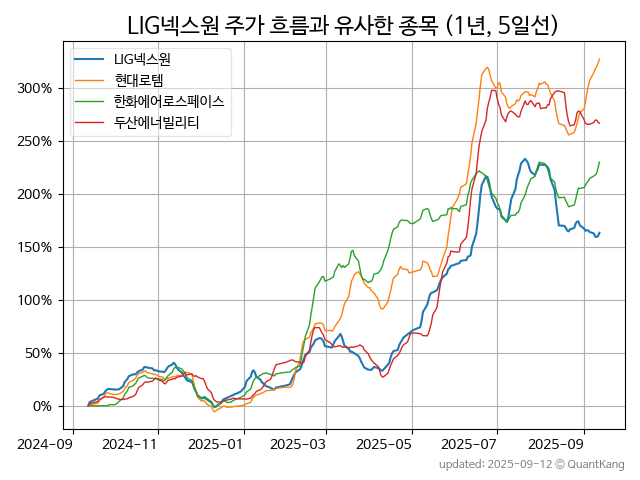 LIG넥스원 주가 흐름과 유사한 종목 (1년, 5일선)
LIG넥스원
현대로템
한화에어로스페이스
두산에너빌리티
300%
250%
200%
150%
100%
50%
0%
2024-09 2024-11 2025-01 2025-03 2025-05 2025-07 2025-09
updated: 2025-09-12 © QuantKang